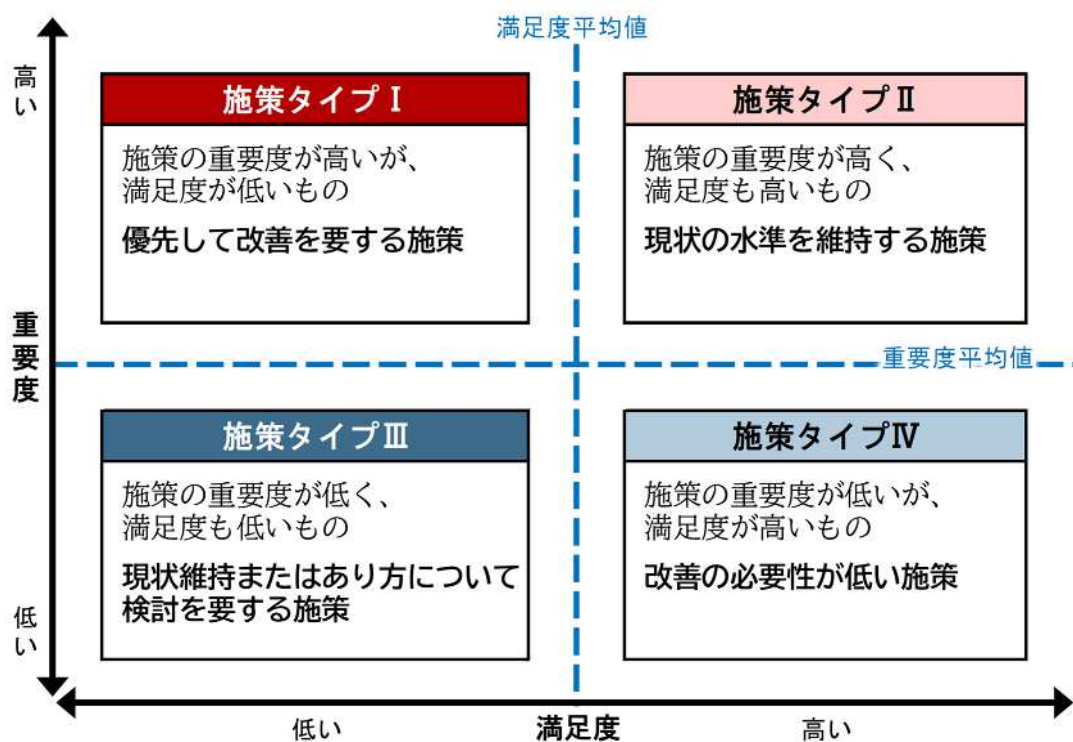 満足度平均値
高い
施策タイプⅠ
施策の重要度が高いが、
満足度が低いもの
優先して改善を要する施策
施策タイプⅡ
施策の重要度が高く、
満足度も高いもの
現状の水準を維持する施策
重要度
重要度平均値
施策タイプⅢ
施策の重要度が低く、
満足度も低いもの
現状維持またはあり方について
検討を要する施策
施策タイプⅣ
施策の重要度が低いが、
満足度が高いもの
改善の必要性が低い施策
低い
低い
満足度
高い